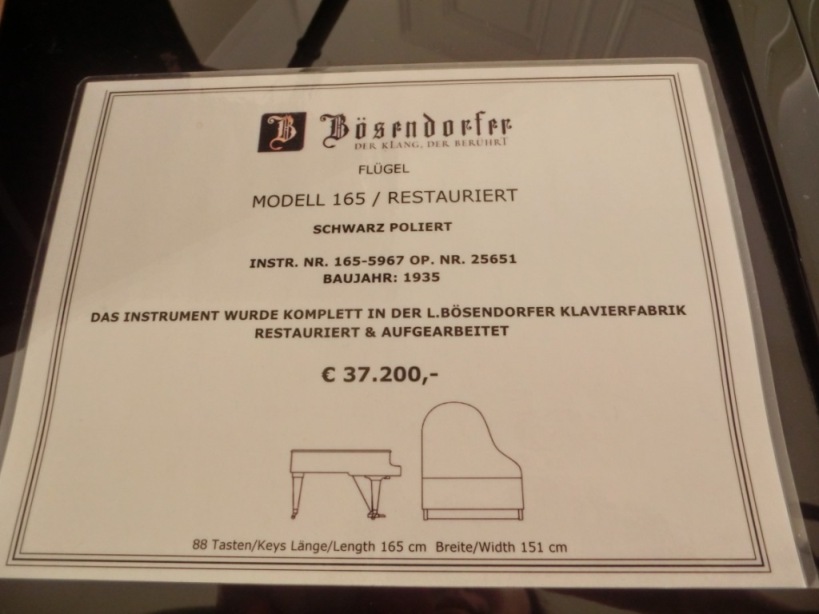 B Bösendorfer
DER KLANG, DER BERÜHRT
FLÜGEL
MODELL 165 / RESTAURIERT
SCHWARZ POLIERT
INSTR. NR. 165-5967 OP. NR. 25651
BAUJAHR: 1935
DAS INSTRUMENT WURDE KOMPLETT IN DER L.BÖSENDORFER KLAVIERFABRIK
RESTAURIERT & AUFGEARBEITET
€ 37.200,-
88 Tasten/Keys Länge/Length 165 cm Breite/Width 151 cm